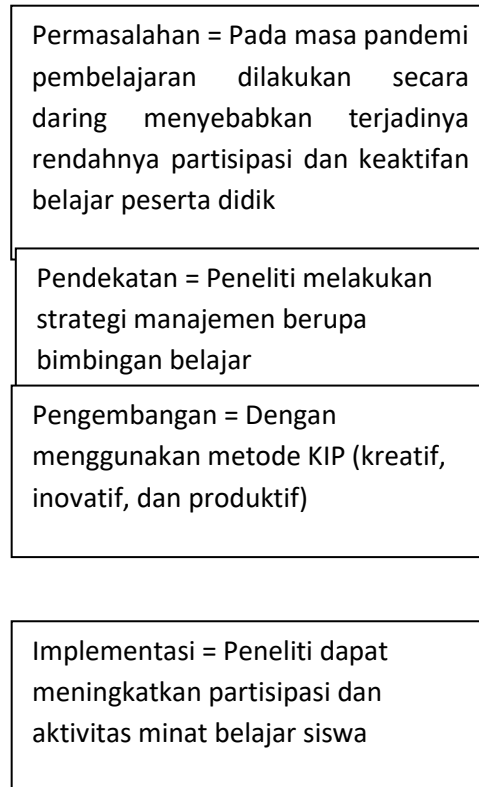 Permasalahan = Pada masa pandemi
pembelajaran dilakukan secara
daring menyebabkan terjadinya
rendahnya partisipasi dan keaktifan
belajar peserta didik
Pendekatan = Peneliti melakukan
strategi manajemen berupa
bimbingan belajar
Pengembangan = Dengan
menggunakan metode KIP (kreatif,
inovatif, dan produktif)
Implementasi = Peneliti dapat
meningkatkan partisipasi dan
aktivitas minat belajar siswa